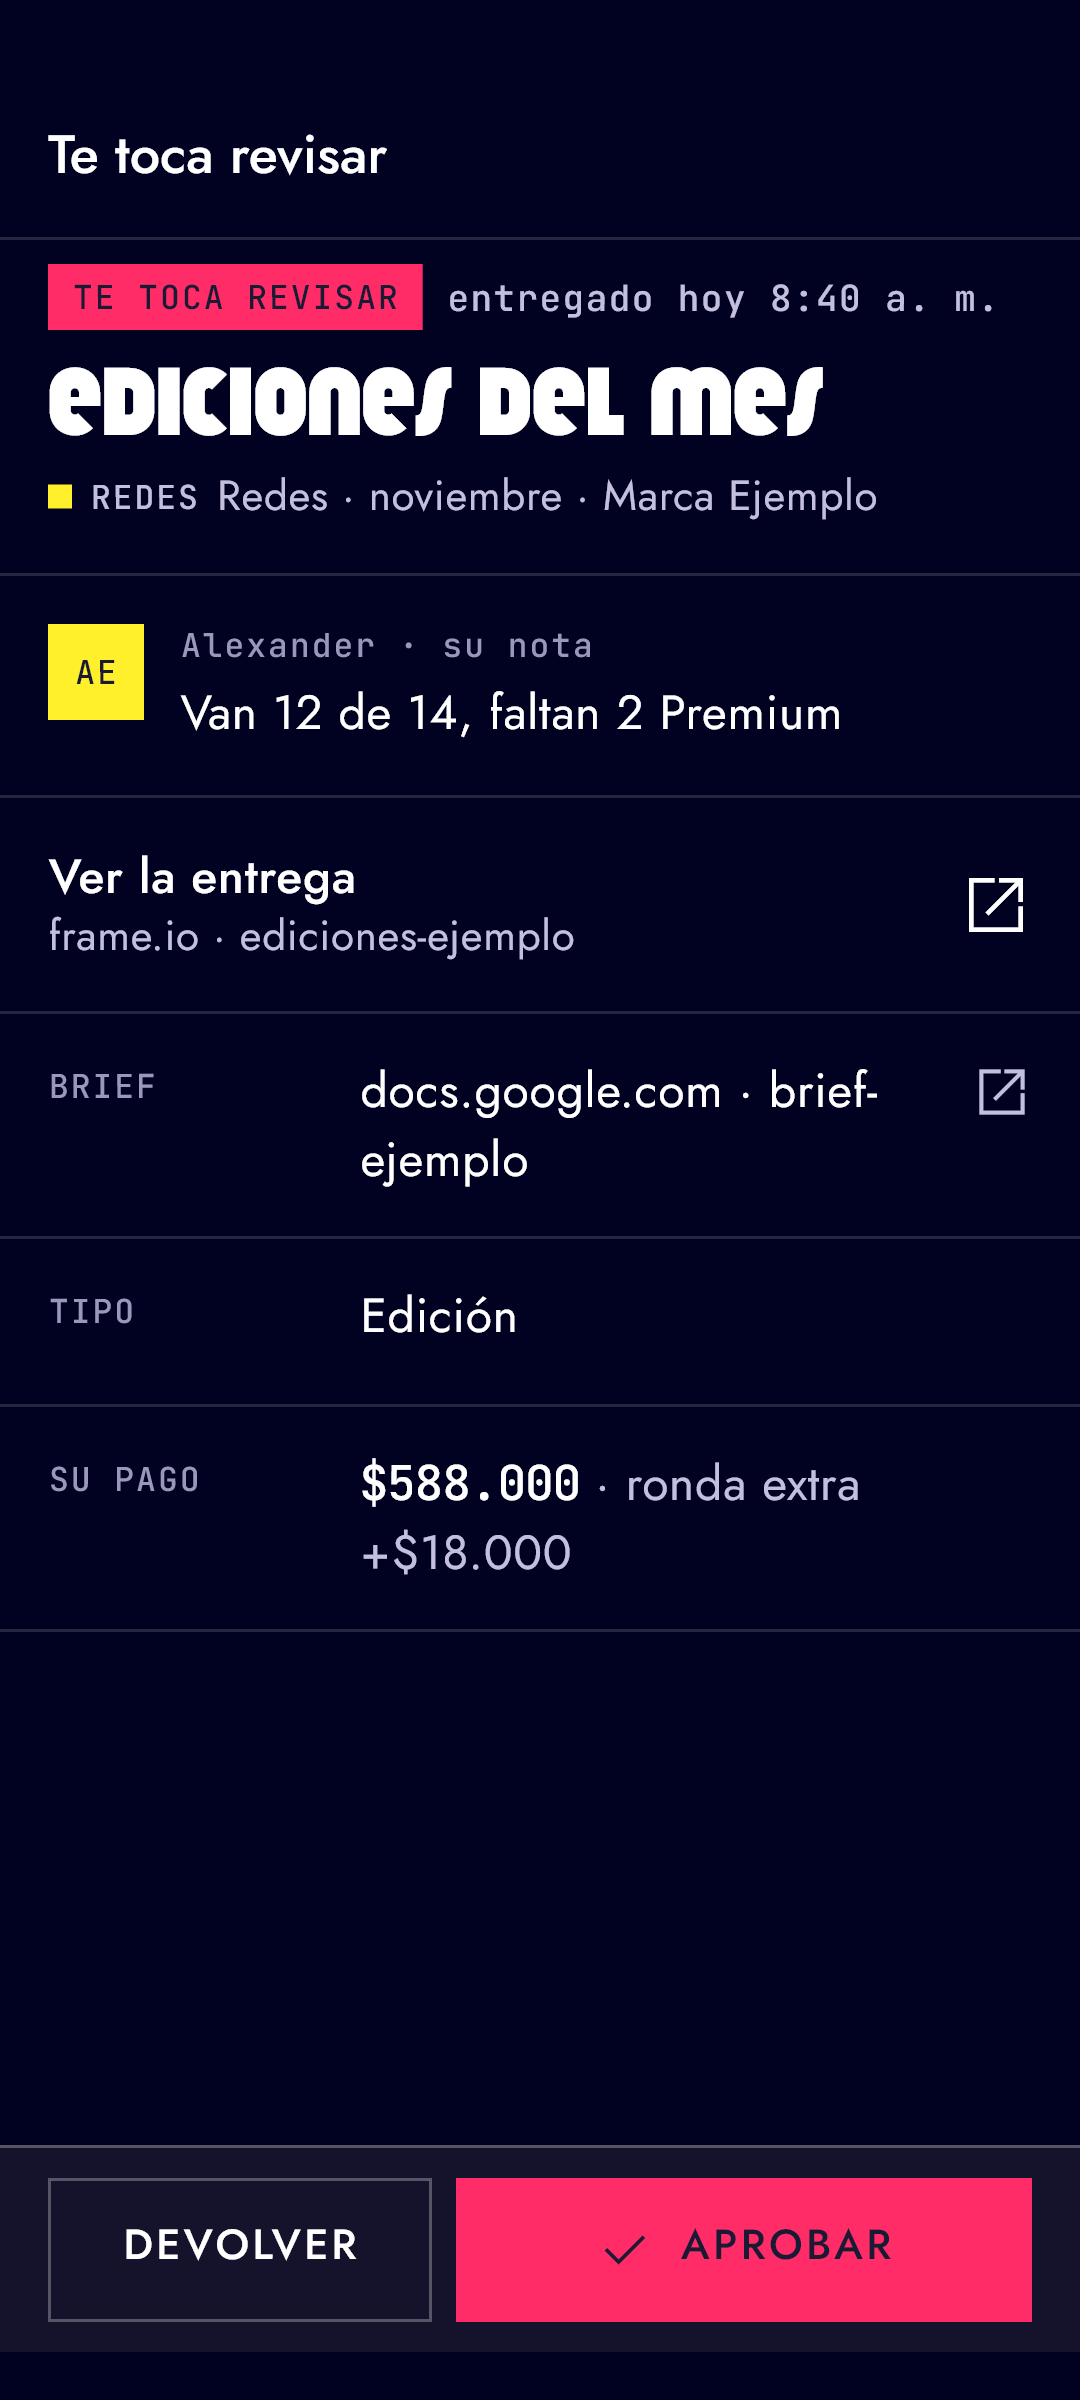 Te toca revisar
TE TOCA REVISAR entregado hoy 8:40 a. m.
eDICIONes DeL mes
REDES Redes · noviembre · Marca Ejemplo
AE
Alexander · su nota
Van 12 de 14, faltan 2 Premium
Ver la entrega
frame.io · ediciones-ejemplo
BRIEF docs.google.com · brief-
ejemplo
TIPO Edición
SU PAGO $588.000 · ronda extra
+$18.000
DEVOLVER APROBAR